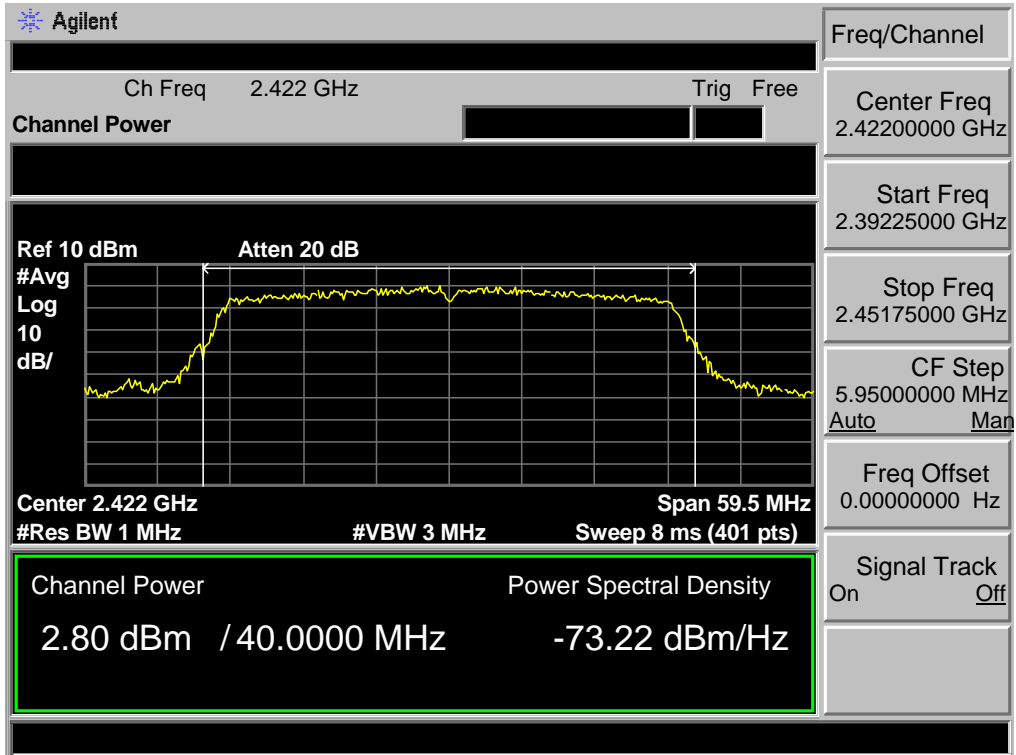 Agilent
Freq/Channel
Ch Freq 2.422 GHz Trig Free
Channel Power
Center Freq
2.42200000 GHz
Start Freq
2.39225000 GHz
Stop Freq
2.45175000 GHz
CF Step
5.95000000 MHz
Auto Man
Freq Offset
0.00000000 Hz
Signal Track
On Off
Ref 10 dBm Atten 20 dB
#Avg
Log
10
dB/
Center 2.422 GHz Span 59.5 MHz
#Res BW 1 MHz #VBW 3 MHz Sweep 8 ms (401 pts)
Channel Power Power Spectral Density
2.80 dBm / 40.0000 MHz -73.22 dBm/Hz